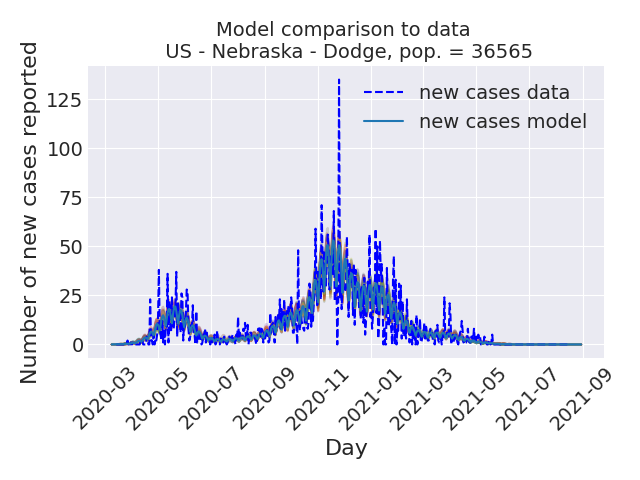 Model comparison to data
US - Nebraska - Dodge, pop. = 36565
Number of new cases reported
new cases data
new cases model
125
100
75
50
25
0
2020-03
2020-05
2020-07
2020-09
2020-11
2021-01
2021-03
2021-05
2021-07
2021-09
Day